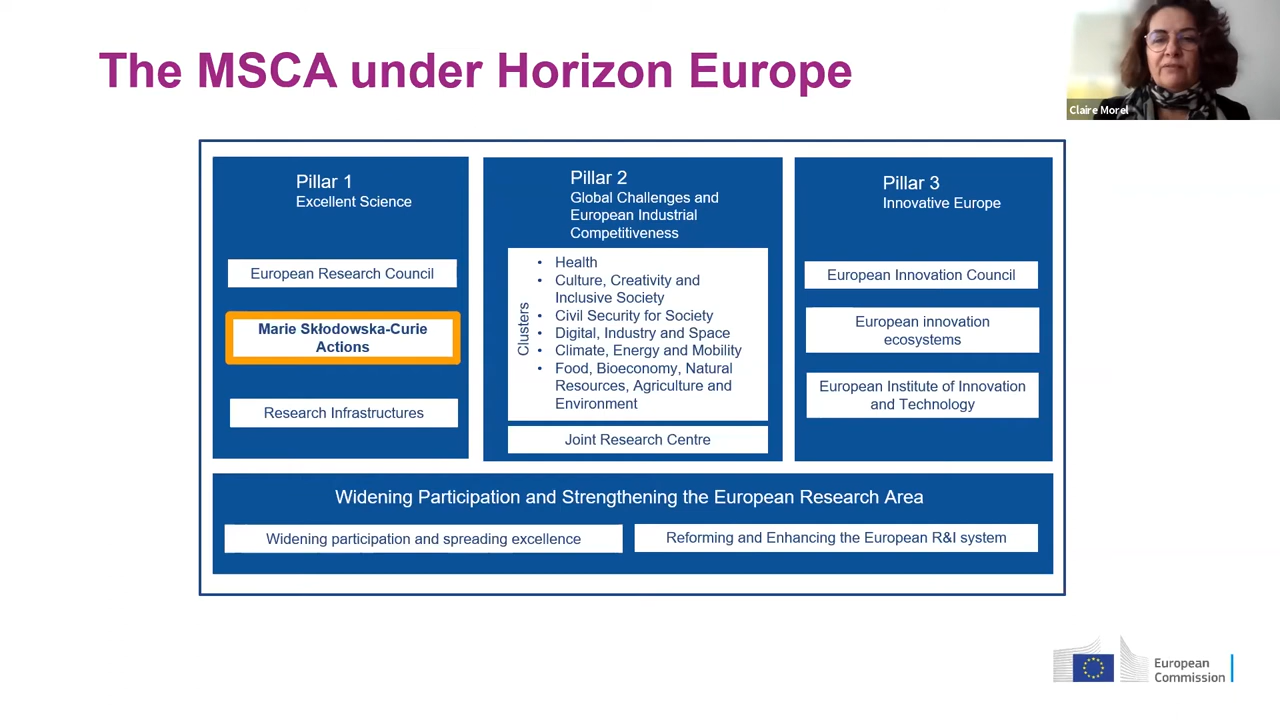 The MSCA under Horizon Europe
Claire Morel
Pillar 1
Excellent Science
European Research Council
Marie Skłodowska-Curie
Actions
Research Infrastructures
Pillar 2
Global Challenges and
European Industrial
Competitiveness
Clusters
• Health
• Culture, Creativity and
Inclusive Society
• Civil Security for Society
• Digital, Industry and Space
• Climate, Energy and Mobility
• Food, Bioeconomy, Natural
Resources, Agriculture and
Environment
Joint Research Centre
Pillar 3
Innovative Europe
European Innovation Council
European innovation
ecosystems
European Institute of Innovation
and Technology
Widening Participation and Strengthening the European Research Area
Widening participation and spreading excellence
Reforming and Enhancing the European R&I system
European
Commission